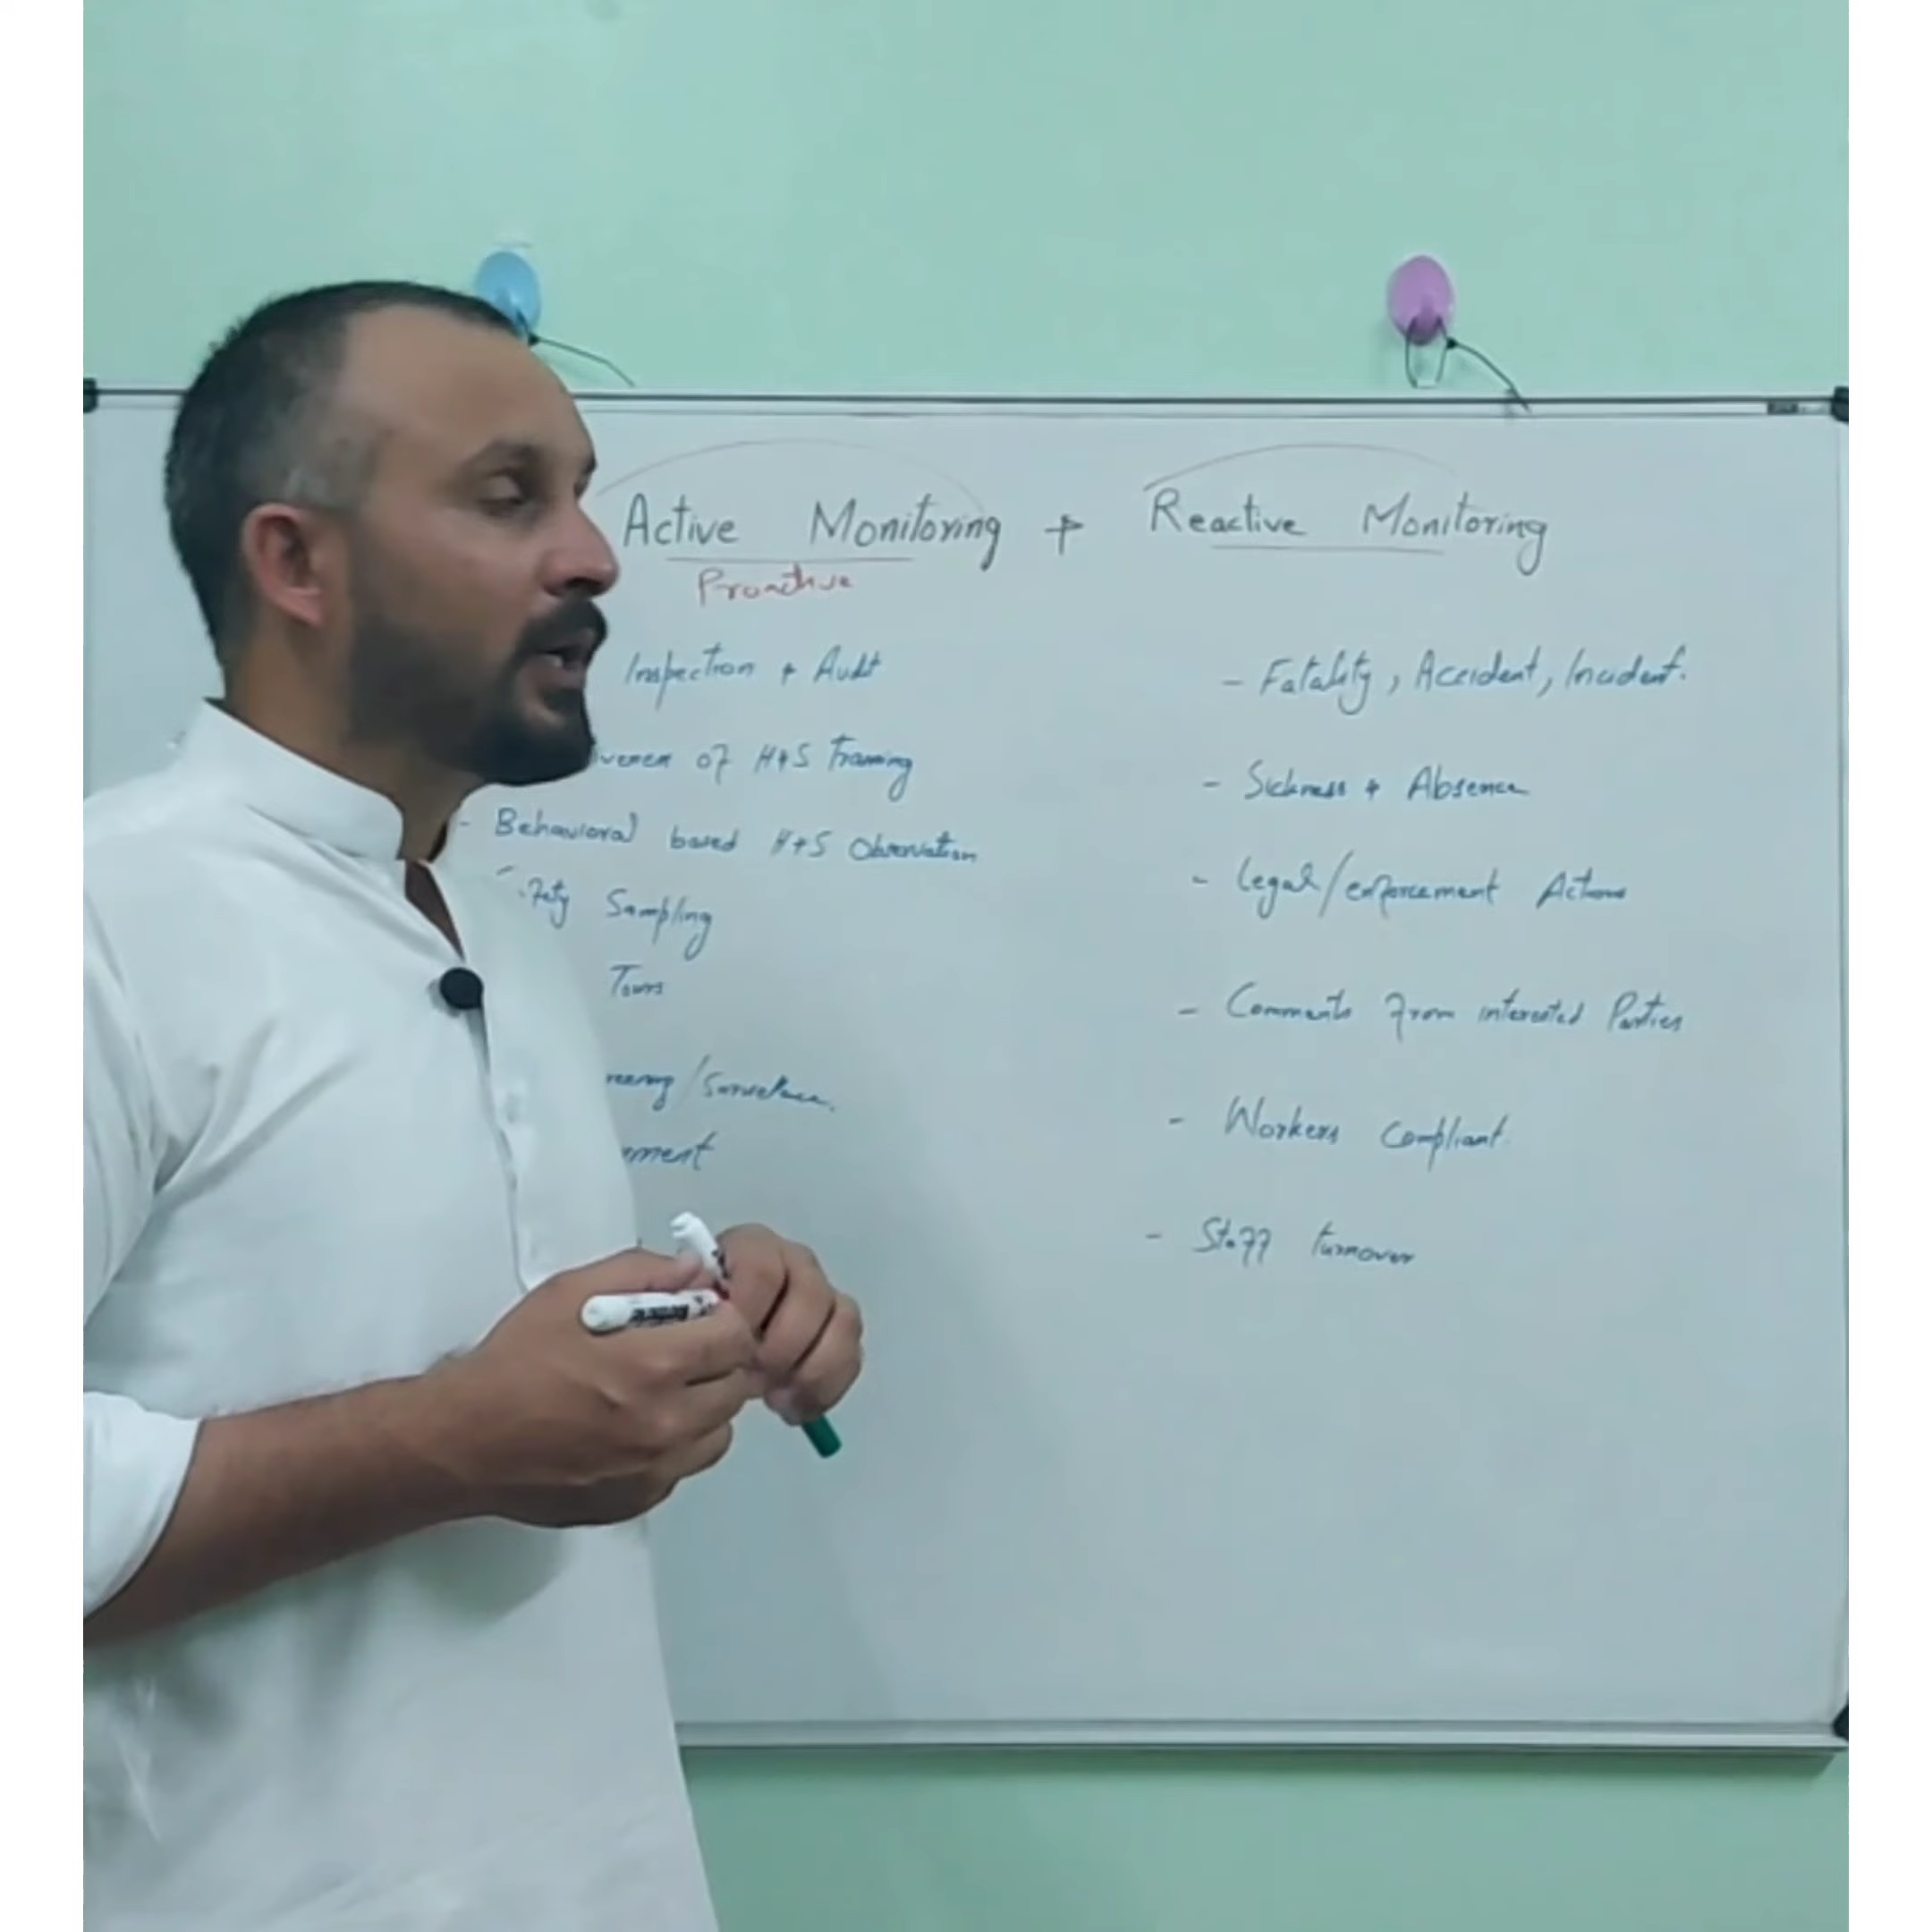 Active Monitoring + Reactive Monitoring
Proactive
Inspection + Audit
of H+S Training
- Behavioral based H+S Observation
Sampling
Tours
- Fatality, Accident, Incident.
- Sickness + Absence
- Legal/enforcement Actions
- Comments from interested Parties
- Workers Compliant
- Staff turnover